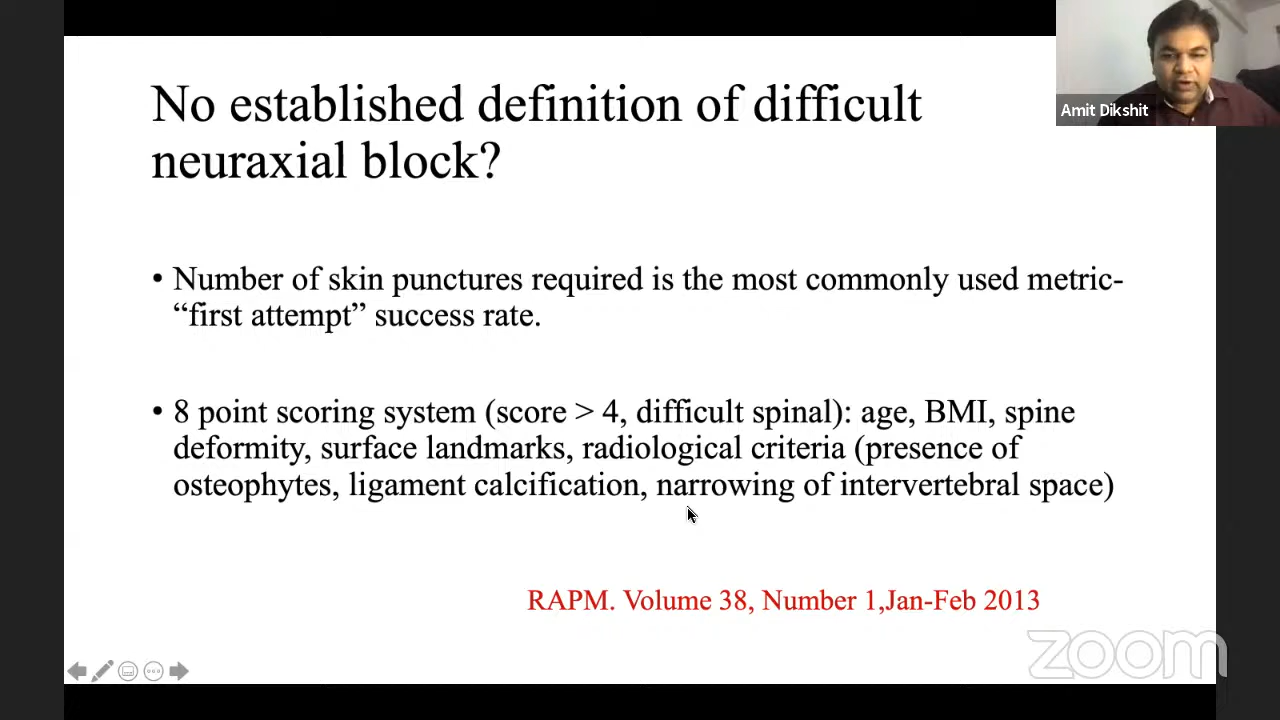 No established definition of difficult
neuraxial block?
Amit Dikshit
• Number of skin punctures required is the most commonly used metric-
“first attempt” success rate.
• 8 point scoring system (score > 4, difficult spinal): age, BMI, spine
deformity, surface landmarks, radiological criteria (presence of
osteophytes, ligament calcification, narrowing of intervertebral space)
RAPM. Volume 38, Number 1,Jan-Feb 2013
zoom